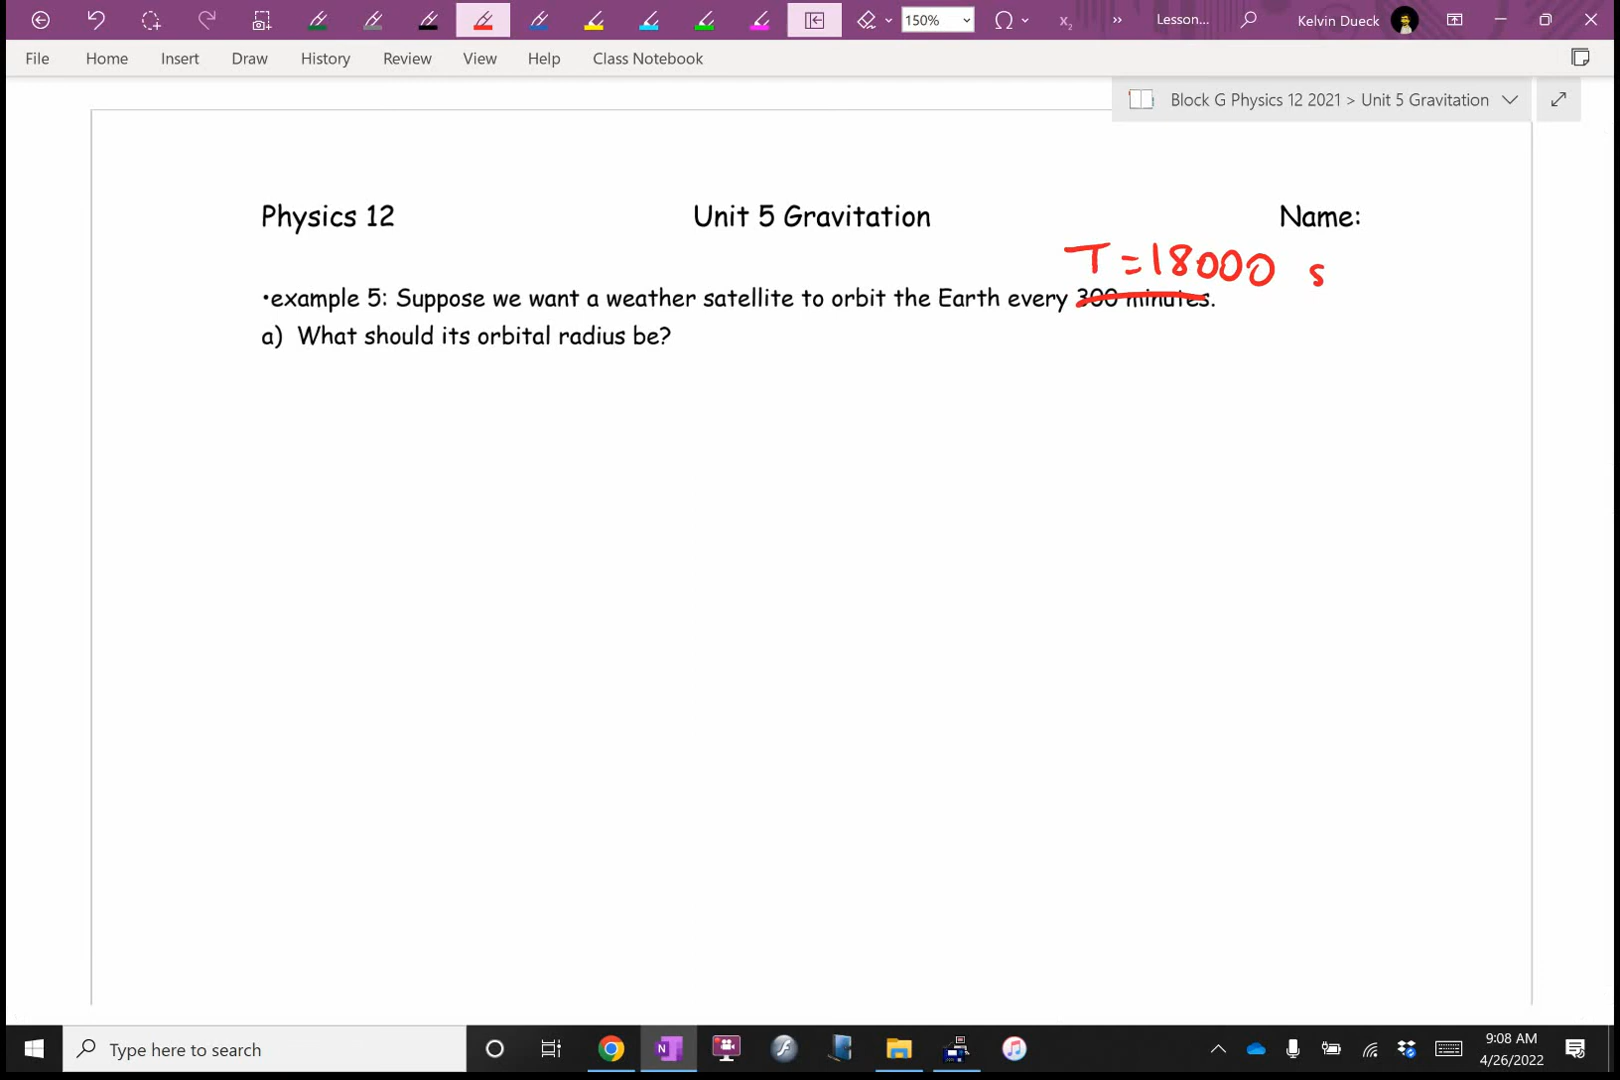 150%
Ω
x₂
››
Lesson...
Kelvin Dueck
File Home Insert Draw History Review View Help Class Notebook
Block G Physics 12 2021 > Unit 5 Gravitation
Physics 12 Unit 5 Gravitation Name:
T = 18000 s
•example 5: Suppose we want a weather satellite to orbit the Earth every 300 minutes.
a) What should its orbital radius be?
Type here to search
N
f
9:08 AM
4/26/2022